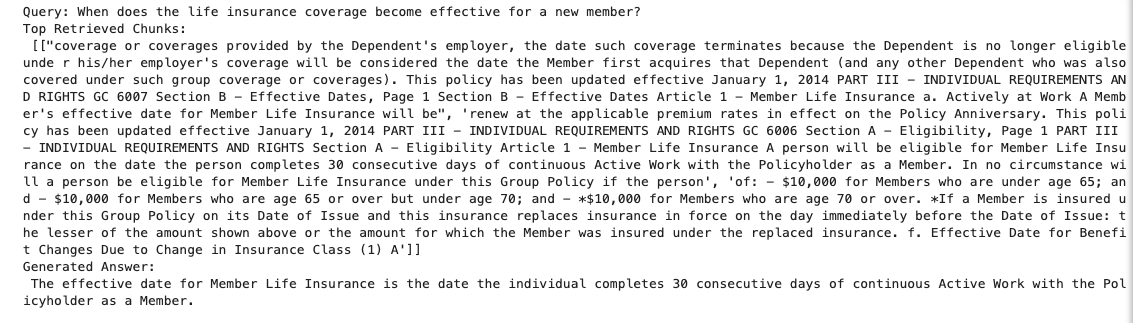 Query: When does the life insurance coverage become effective for a new member?
Top Retrieved Chunks:
[["coverage or coverages provided by the Dependent's employer, the date such coverage terminates because the Dependent is no longer eligible
unde r his/her employer's coverage will be considered the date the Member first acquires that Dependent (and any other Dependent who was also
covered under such group coverage or coverages). This policy has been updated effective January 1, 2014 PART III - INDIVIDUAL REQUIREMENTS AN
D RIGHTS GC 6007 Section B - Effective Dates, Page 1 Section B - Effective Dates Article 1 - Member Life Insurance a. Actively at Work A Memb
er's effective date for Member Life Insurance will be", 'renew at the applicable premium rates in effect on the Policy Anniversary. This poli
cy has been updated effective January 1, 2014 PART III - INDIVIDUAL REQUIREMENTS AND RIGHTS GC 6006 Section A - Eligibility, Page 1 PART III
- INDIVIDUAL REQUIREMENTS AND RIGHTS Section A - Eligibility Article 1 - Member Life Insurance A person will be eligible for Member Life Insu
rance on the date the person completes 30 consecutive days of continuous Active Work with the Policyholder as a Member. In no circumstance wi
ll a person be eligible for Member Life Insurance under this Group Policy if the person', 'of: - $10,000 for Members who are under age 65; an
d - $10,000 for Members who are age 65 or over but under age 70; and - *$10,000 for Members who are age 70 or over. *If a Member is insured u
nder this Group Policy on its Date of Issue and this insurance replaces insurance in force on the day immediately before the Date of Issue: t
he lesser of the amount shown above or the amount for which the Member was insured under the replaced insurance. f. Effective Date for Benefi
t Changes Due to Change in Insurance Class (1) A']]
Generated Answer:
The effective date for Member Life Insurance is the date the individual completes 30 consecutive days of continuous Active Work with the Pol
icyholder as a Member.